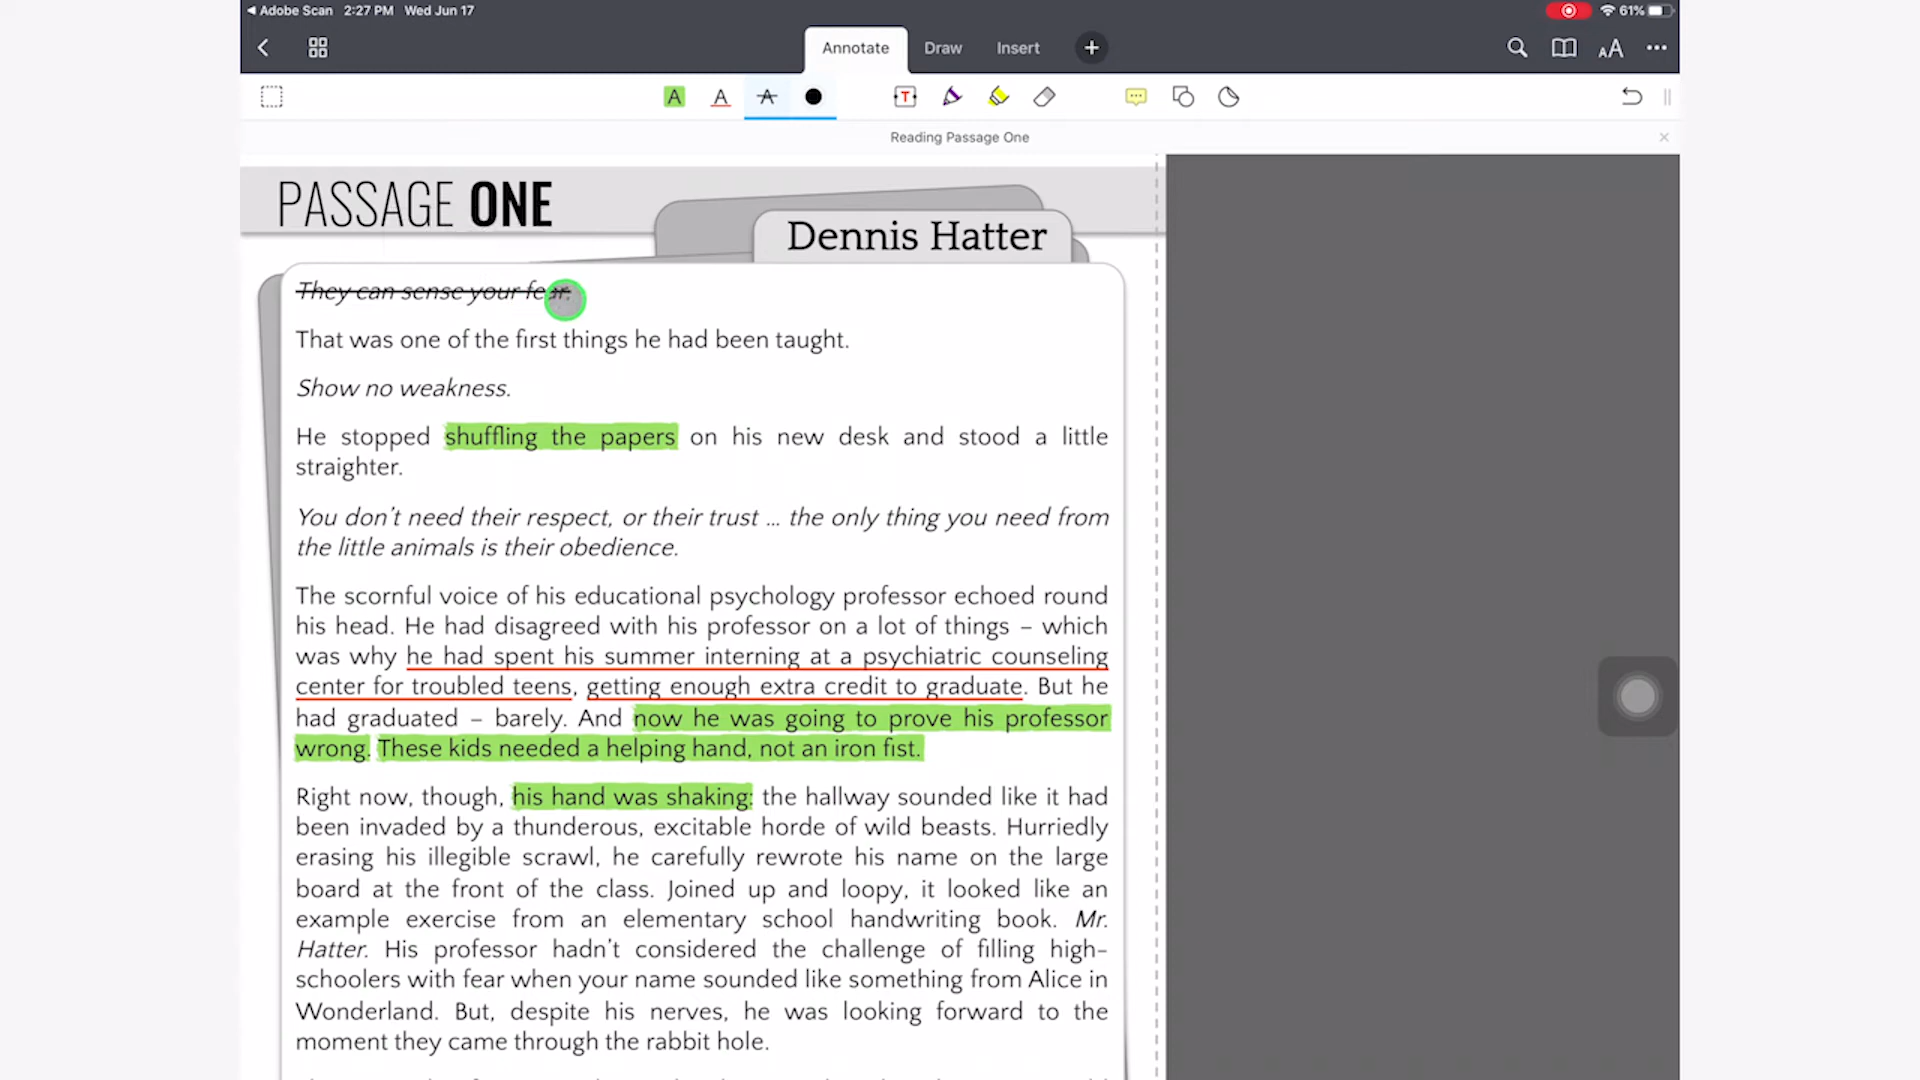 Adobe Scan 2:27 PM Wed Jun 17 61%
Annotate Draw Insert
AA
A A A T
Reading Passage One
PASSAGE ONE
Dennis Hatter
They can sense your fear.
That was one of the first things he had been taught.
Show no weakness.
He stopped shuffling the papers on his new desk and stood a little
straighter.
You don't need their respect, or their trust ... the only thing you need from
the little animals is their obedience.
The scornful voice of his educational psychology professor echoed round
his head. He had disagreed with his professor on a lot of things – which
was why he had spent his summer interning at a psychiatric counseling
center for troubled teens, getting enough extra credit to graduate. But he
had graduated – barely. And now he was going to prove his professor
wrong. These kids needed a helping hand, not an iron fist.
Right now, though, his hand was shaking: the hallway sounded like it had
been invaded by a thunderous, excitable horde of wild beasts. Hurriedly
erasing his illegible scrawl, he carefully rewrote his name on the large
board at the front of the class. Joined up and loopy, it looked like an
example exercise from an elementary school handwriting book. Mr.
Hatter. His professor hadn't considered the challenge of filling high-
schoolers with fear when your name sounded like something from Alice in
Wonderland. But, despite his nerves, he was looking forward to the
moment they came through the rabbit hole.